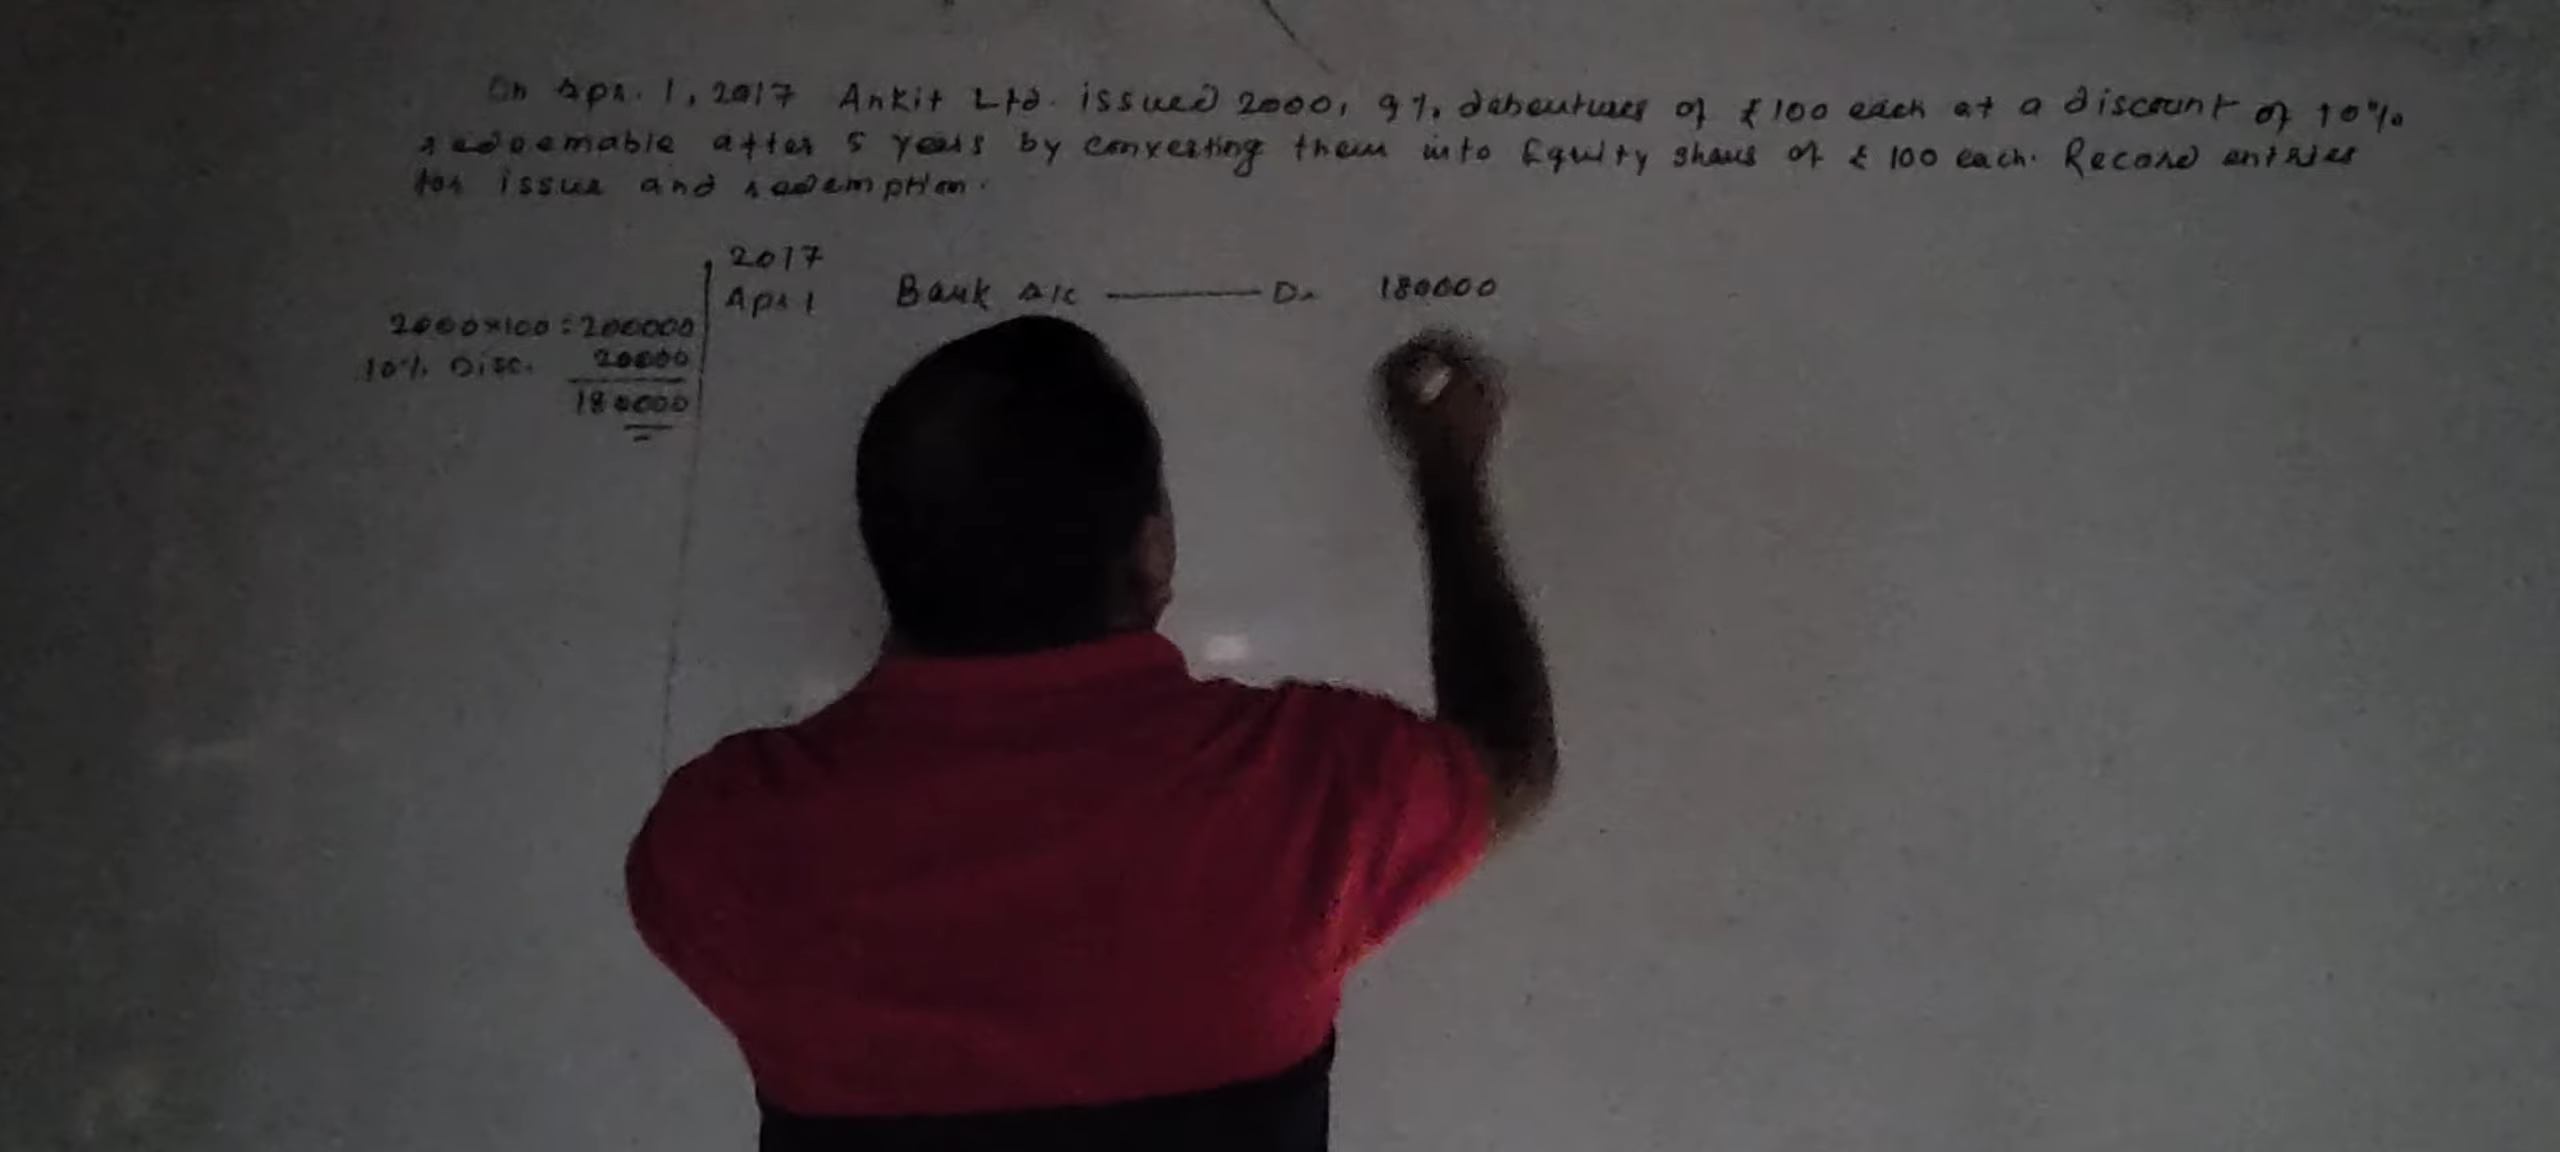 On Apr. 1, 2017 Ankit Ltd. issued 2000, 9% debentures of ₹100 each at a discount of 10%
redeemable after 5 years by converting them into Equity shares of ₹ 100 each. Record entries
for issue and redemption.
2017
Apr 1 Bank A/c ——— Dr 180000
2000×100 = 200000
10% Disc. 20000
180000